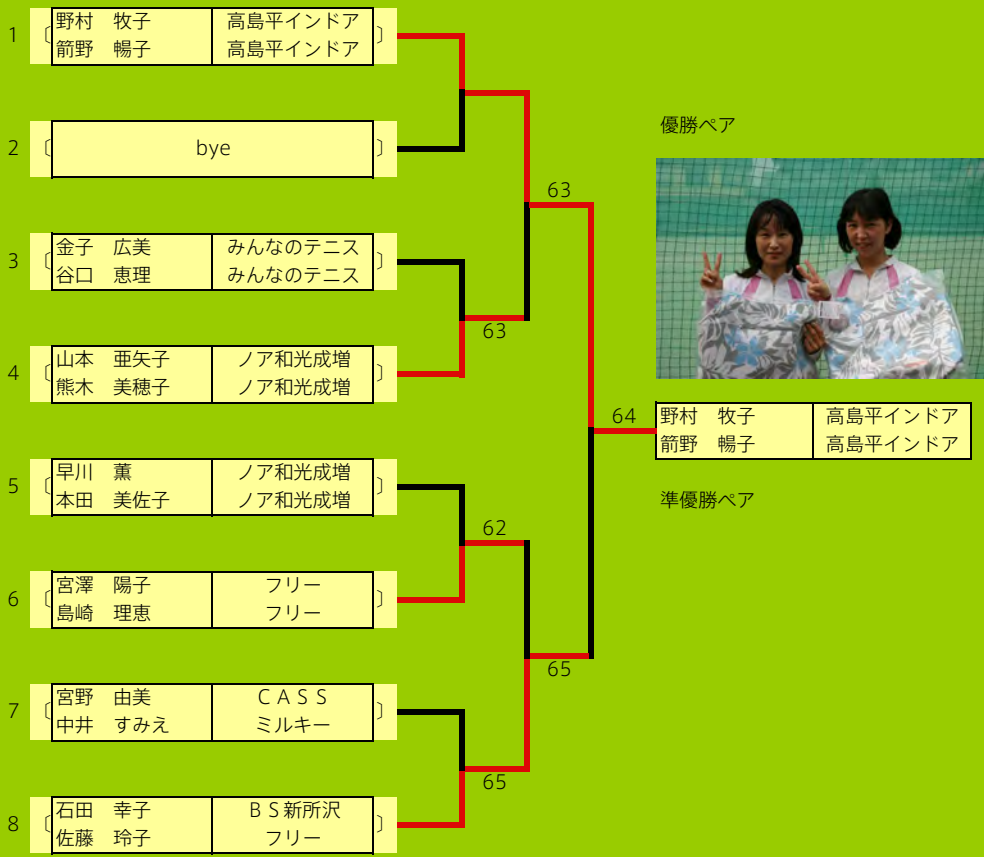 1 〔 野村　牧子 高島平インドア 〕
箭野　暢子 高島平インドア
2 〔 bye 〕
3 〔 金子　広美 みんなのテニス 〕
谷口　恵理 みんなのテニス
4 〔 山本　亜矢子 ノア和光成増 〕
熊木　美穂子 ノア和光成増
5 〔 早川　薫 ノア和光成増 〕
本田　美佐子 ノア和光成増
6 〔 宮澤　陽子 フリー 〕
島崎　理恵 フリー
7 〔 宮野　由美 ＣＡＳＳ 〕
中井　すみえ ミルキー
8 〔 石田　幸子 ＢＳ新所沢 〕
佐藤　玲子 フリー
63
62
65
63
65
64
優勝ペア
野村　牧子 高島平インドア
箭野　暢子 高島平インドア
準優勝ペア